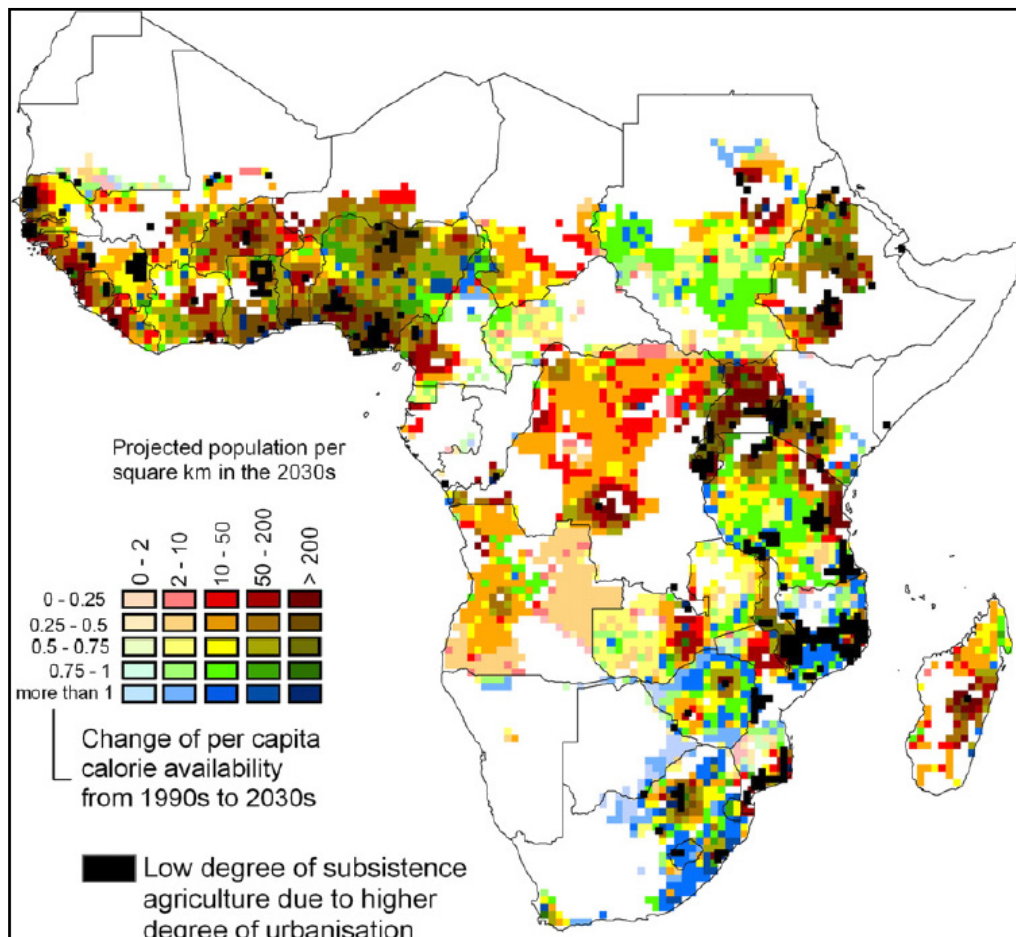 Projected population per
square km in the 2030s
0 - 2
2 - 10
10 - 50
50 - 200
> 200
0 - 0.25
0.25 - 0.5
0.5 - 0.75
0.75 - 1
more than 1
Change of per capita
calorie availability
from 1990s to 2030s
Low degree of subsistence
agriculture due to higher
degree of urbanisation